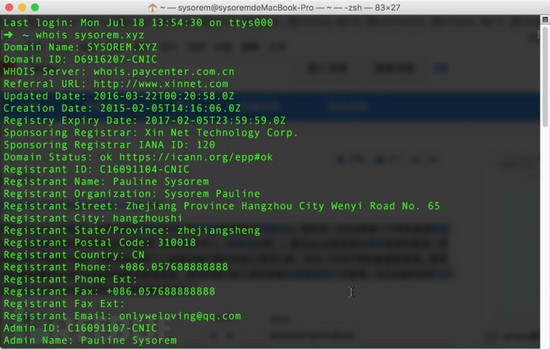 ~ — sysorem@sysoremdeMacBook-Pro — ~ — -zsh — 83×27
Last login: Mon Jul 18 13:54:30 on ttys000
➜ ~ whois sysorem.xyz
Domain Name: SYSOREM.XYZ
Domain ID: D6916207-CNIC
WHOIS Server: whois.paycenter.com.cn
Referral URL: http://www.xinnet.com
Updated Date: 2016-03-22T00:20:58.0Z
Creation Date: 2015-02-05T14:16:06.0Z
Registry Expiry Date: 2017-02-05T23:59:59.0Z
Sponsoring Registrar: Xin Net Technology Corp.
Sponsoring Registrar IANA ID: 120
Domain Status: ok https://icann.org/epp#ok
Registrant ID: C16091104-CNIC
Registrant Name: Pauline Sysorem
Registrant Organization: Sysorem Pauline
Registrant Street: Zhejiang Province Hangzhou City Wenyi Road No. 65
Registrant City: hangzhoushi
Registrant State/Province: zhejiangsheng
Registrant Postal Code: 310018
Registrant Country: CN
Registrant Phone: +086.057688888888
Registrant Phone Ext:
Registrant Fax: +086.057688888888
Registrant Fax Ext:
Registrant Email: onlyweloving@qq.com
Admin ID: C16091107-CNIC
Admin Name: Pauline Sysorem